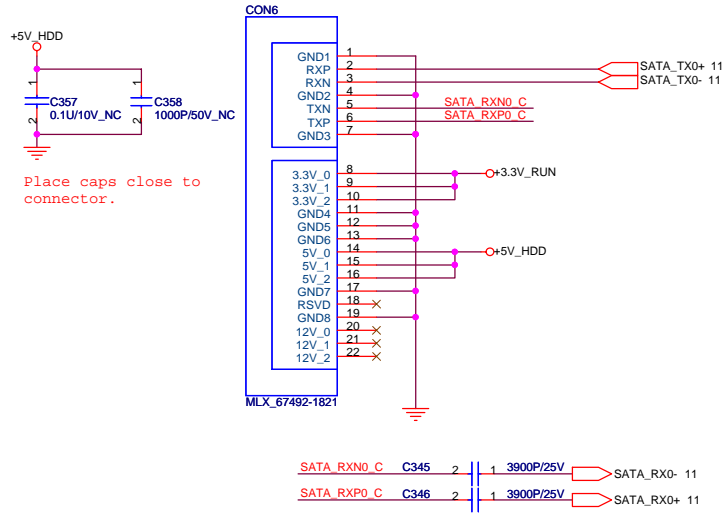 CON6
+5V_HDD
1
2
C357
0.1U/10V_NC
1
2
C358
1000P/50V_NC
Place caps close to
connector.
GND1 1
RXP 2 SATA_TX0+ 11
RXN 3 SATA_TX0- 11
GND2 4
TXN 5 SATA_RXN0_C
TXP 6 SATA_RXP0_C
GND3 7
3.3V_0 8 +3.3V_RUN
3.3V_1 9
3.3V_2 10
GND4 11
GND5 12
GND6 13
5V_0 14 +5V_HDD
5V_1 15
5V_2 16
GND7 17
RSVD 18
GND8 19
12V_0 20
12V_1 21
12V_2 22
MLX_67492-1821
SATA_RXN0_C C345 2 1 3900P/25V SATA_RX0- 11
SATA_RXP0_C C346 2 1 3900P/25V SATA_RX0+ 11